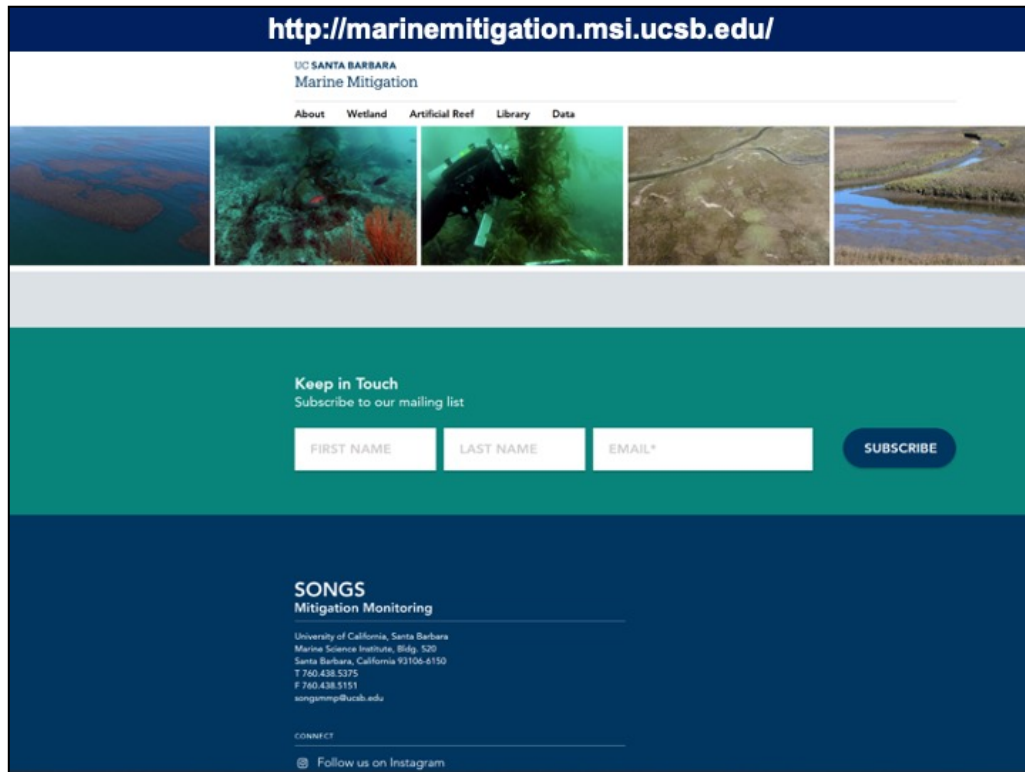 http://marinemitigation.msi.ucsb.edu/
UC SANTA BARBARA
Marine Mitigation
About Wetland Artificial Reef Library Data
Keep in Touch
Subscribe to our mailing list
FIRST NAME LAST NAME EMAIL* SUBSCRIBE
SONGS
Mitigation Monitoring
University of California, Santa Barbara
Marine Science Institute, Bldg. 520
Santa Barbara, California 93106-6150
T 760.438.5375
F 760.438.5151
songsmmp@ucsb.edu
CONNECT
Follow us on Instagram